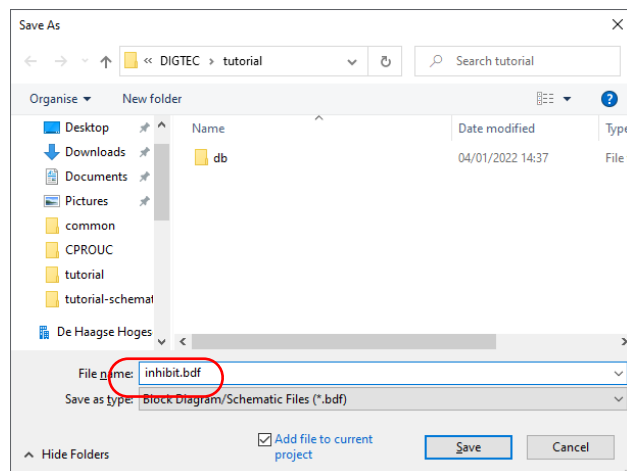 Save As
« DIGTEC › tutorial
Search tutorial
Organise
New folder
?
Desktop
Downloads
Documents
Pictures
common
CPROUC
tutorial
tutorial-schemat
De Haagse Hoges
Name
Date modified
Type
db
04/01/2022 14:37
File
File name: inhibit.bdf
Save as type: Block Diagram/Schematic Files (*.bdf)
Hide Folders
Add file to current
project
Save
Cancel